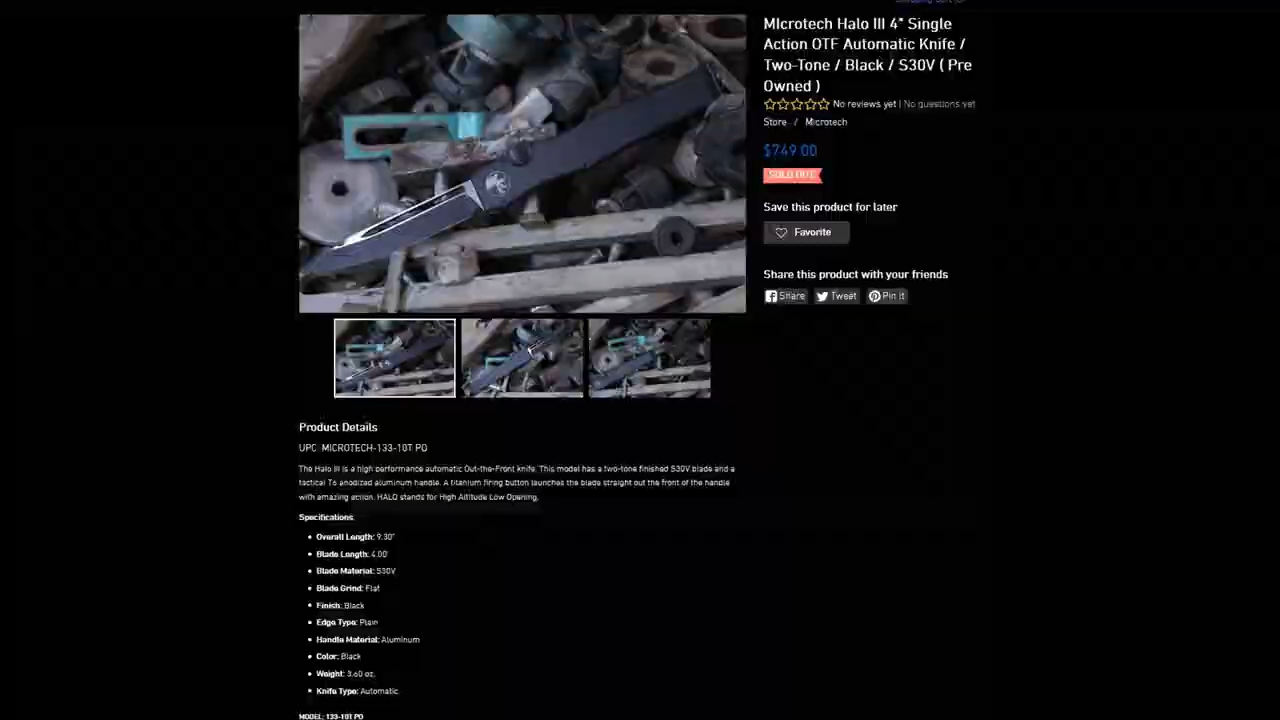 MIcrotech Halo III 4" Single
Action OTF Automatic Knife /
Two-Tone / Black / S30V ( Pre
Owned )
No reviews yet | No questions yet
Store / Microtech
$749.00
SOLD OUT
Save this product for later
Favorite
Share this product with your friends
Share Tweet Pin it
Product Details
UPC: MICROTECH-133-10T PO
The Halo III is a high performance automatic Out-the-Front knife. This model has a two-tone finished S30V blade and a
tactical T6 anodized aluminum handle. A titanium firing button launches the blade straight out the front of the handle
with amazing action. HALO stands for High Altitude Low Opening.
Specifications:
Overall Length: 9.30"
Blade Length: 4.00"
Blade Material: S30V
Blade Grind: Flat
Finish: Black
Edge Type: Plain
Handle Material: Aluminum
Color: Black
Weight: 3.60 oz.
Knife Type: Automatic
MODEL: 133-10T PO